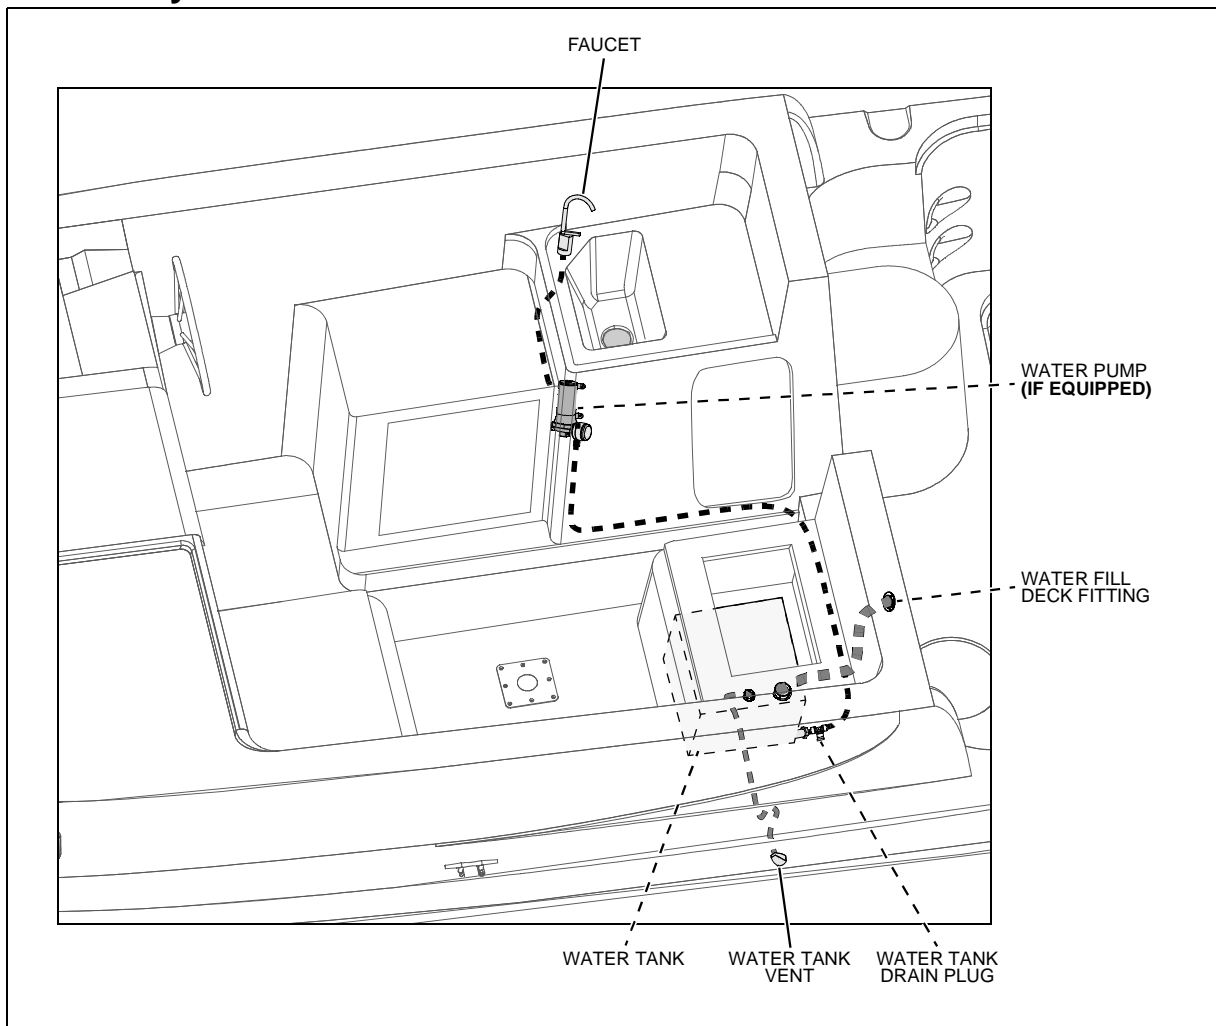 FAUCET
WATER PUMP
(IF EQUIPPED)
WATER FILL
DECK FITTING
WATER TANK
WATER TANK
VENT
WATER TANK
DRAIN PLUG